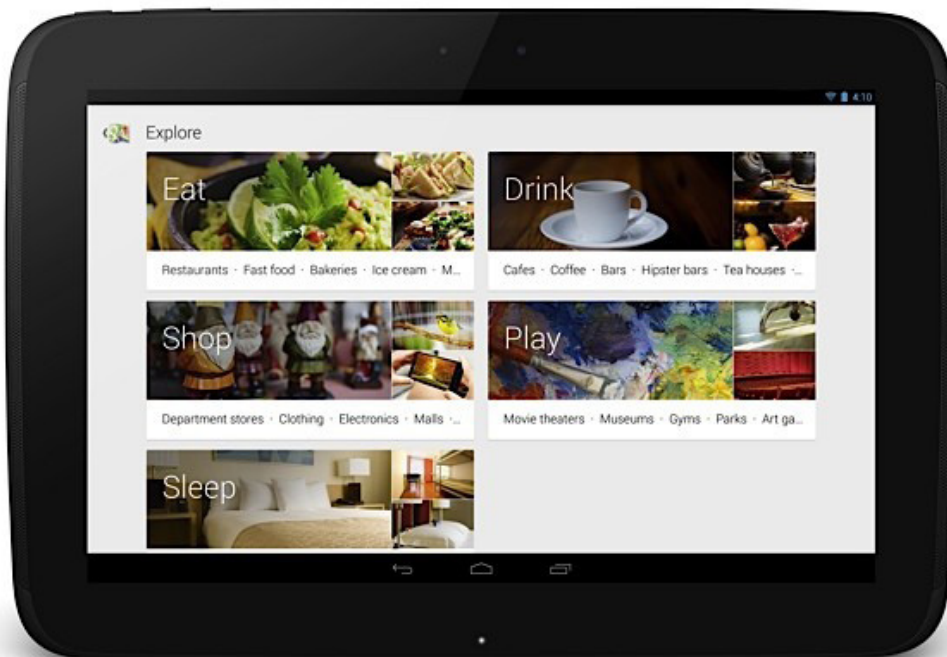 4:10
Explore
Eat
Drink
Restaurants · Fast food · Bakeries · Ice cream · M...
Cafes · Coffee · Bars · Hipster bars · Tea houses ·...
Shop
Play
Department stores · Clothing · Electronics · Malls ·...
Movie theaters · Museums · Gyms · Parks · Art ga...
Sleep